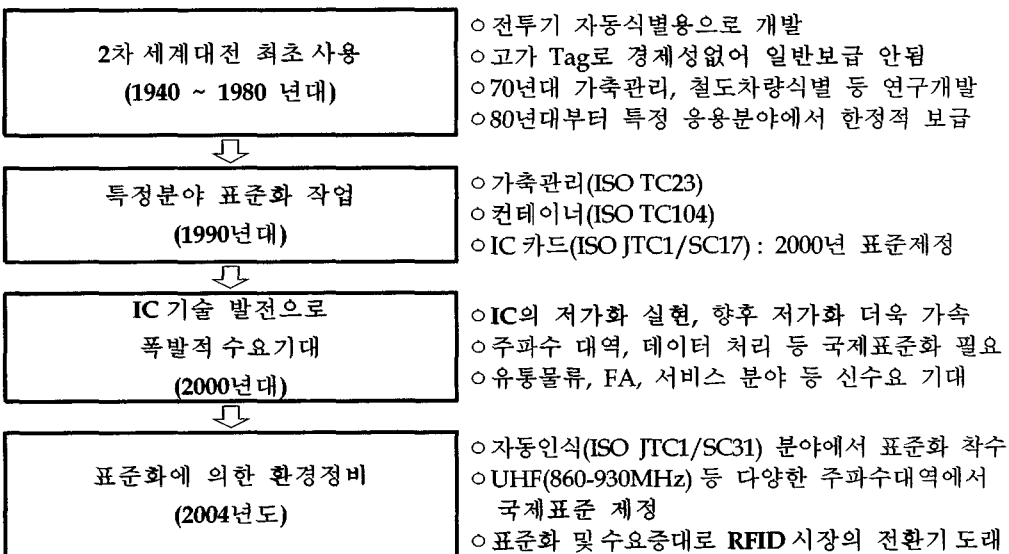 2차 세계대전 최초 사용
(1940 ~ 1980 년대)
○전투기 자동식별용으로 개발
○고가 Tag로 경제성없어 일반보급 안됨
○70년대 가축관리, 철도차량식별 등 연구개발
○80년대부터 특정 응용분야에서 한정적 보급
특정분야 표준화 작업
(1990년대)
○가축관리(ISO TC23)
○컨테이너(ISO TC104)
○IC 카드(ISO JTC1/SC17) : 2000년 표준제정
IC 기술 발전으로
폭발적 수요기대
(2000년대)
○IC의 저가화 실현, 향후 저가화 더욱 가속
○주파수 대역, 데이터 처리 등 국제표준화 필요
○유통물류, FA, 서비스 분야 등 신수요 기대
표준화에 의한 환경정비
(2004년도)
○자동인식(ISO JTC1/SC31) 분야에서 표준화 착수
○UHF(860-930MHz) 등 다양한 주파수대역에서
국제표준 제정
○표준화 및 수요증대로 RFID 시장의 전환기 도래